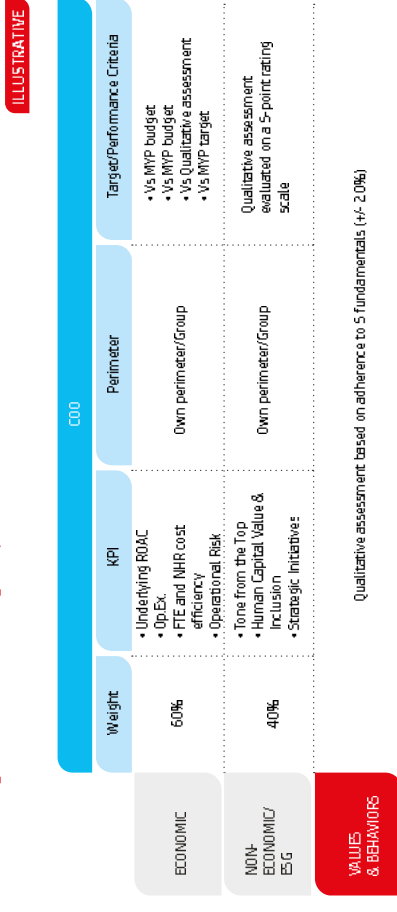 ILLUSTRATIVE
COO
Weight
KPI
Perimeter
Target/Performance Criteria
ECONOMIC
60%
• Underlying ROAC
• Op.Ex.
• FTE and NHR cost
efficiency
• Operational Risk
Own perimeter/Group
• Vs MYP budget
• Vs MYP budget
• Vs Qualitative assessment
• Vs MYP target
NON-
ECONOMIC/
ESG
40%
• Tone from the Top
• Human Capital Value &
Inclusion
• Strategic Initiatives
Own perimeter/Group
Qualitative assessment
evaluated on a 5-point rating
scale
VALUES
& BEHAVIORS
Qualitative assessment based on adherence to 5 fundamentals (+/- 20%)